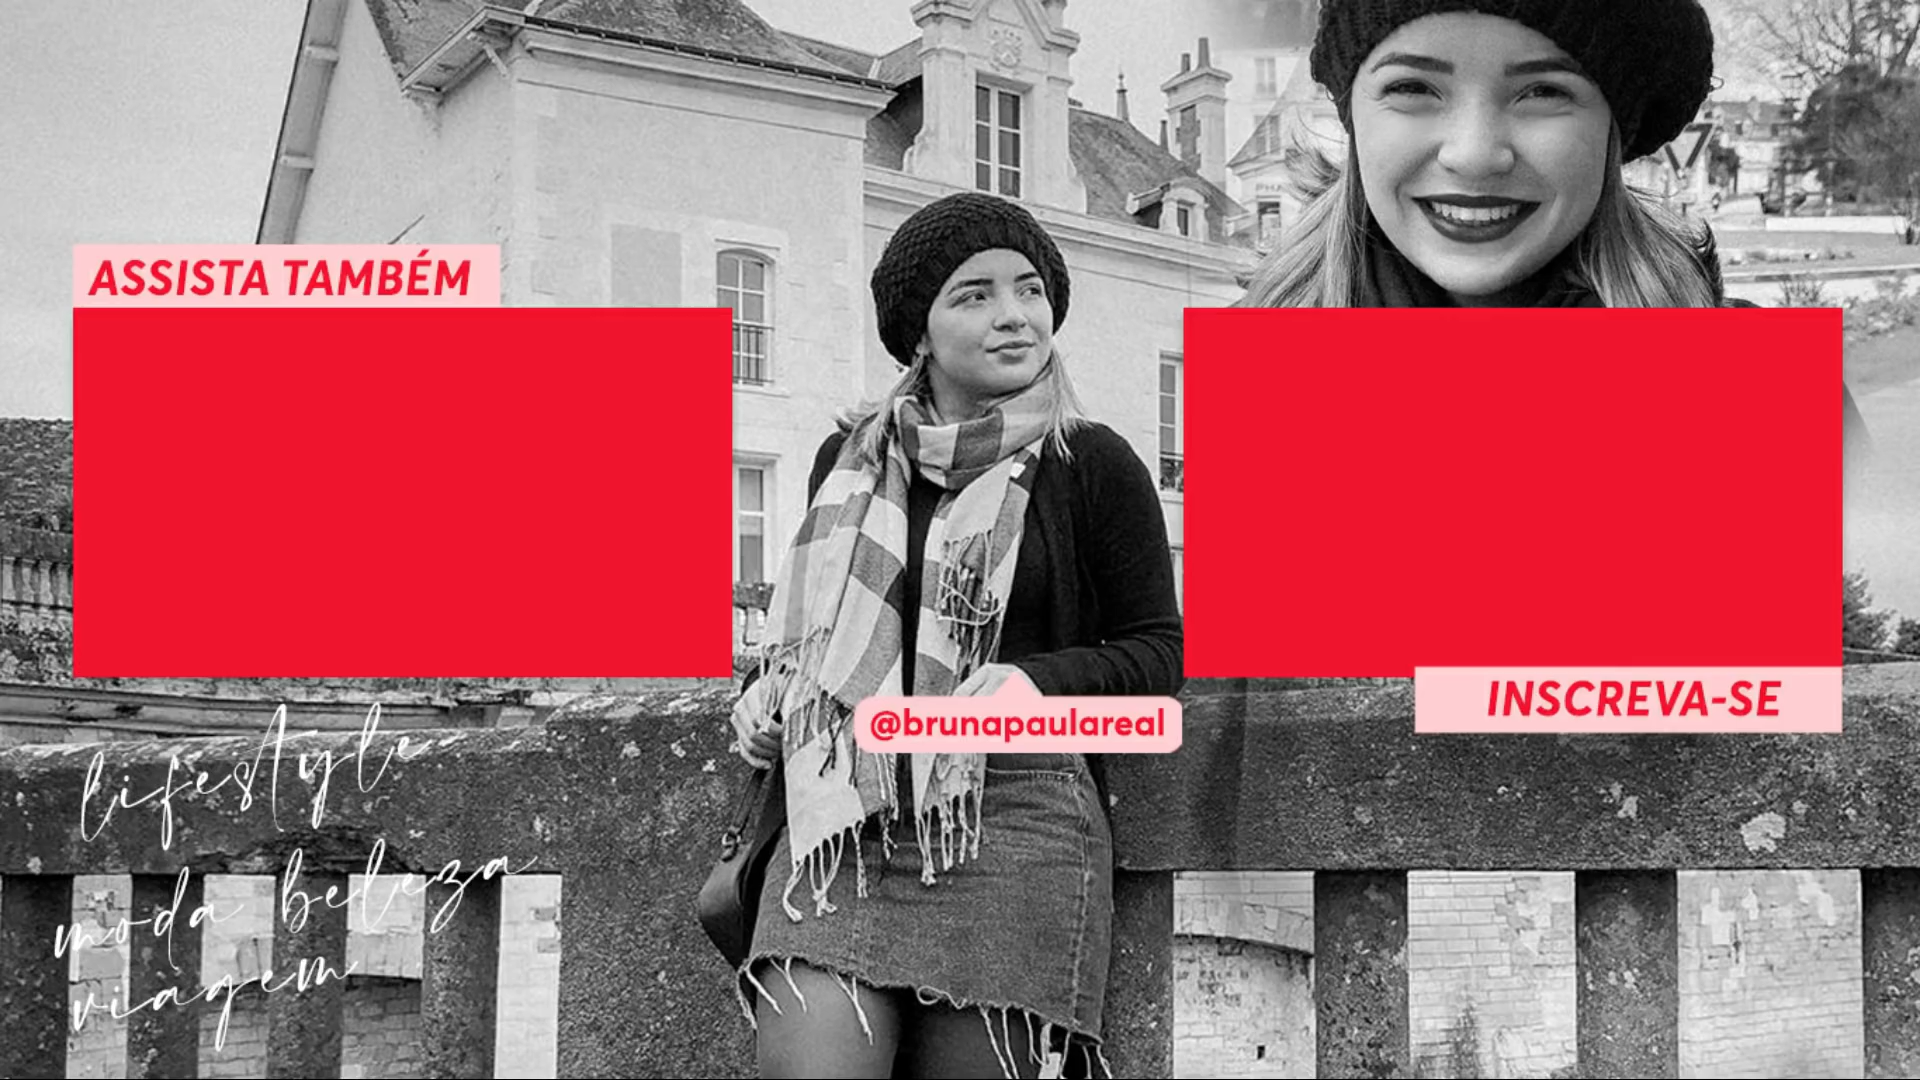 ASSISTA TAMBÉM
INSCREVA-SE
@brunapaulareal
lifestyle
moda beleza
viagem